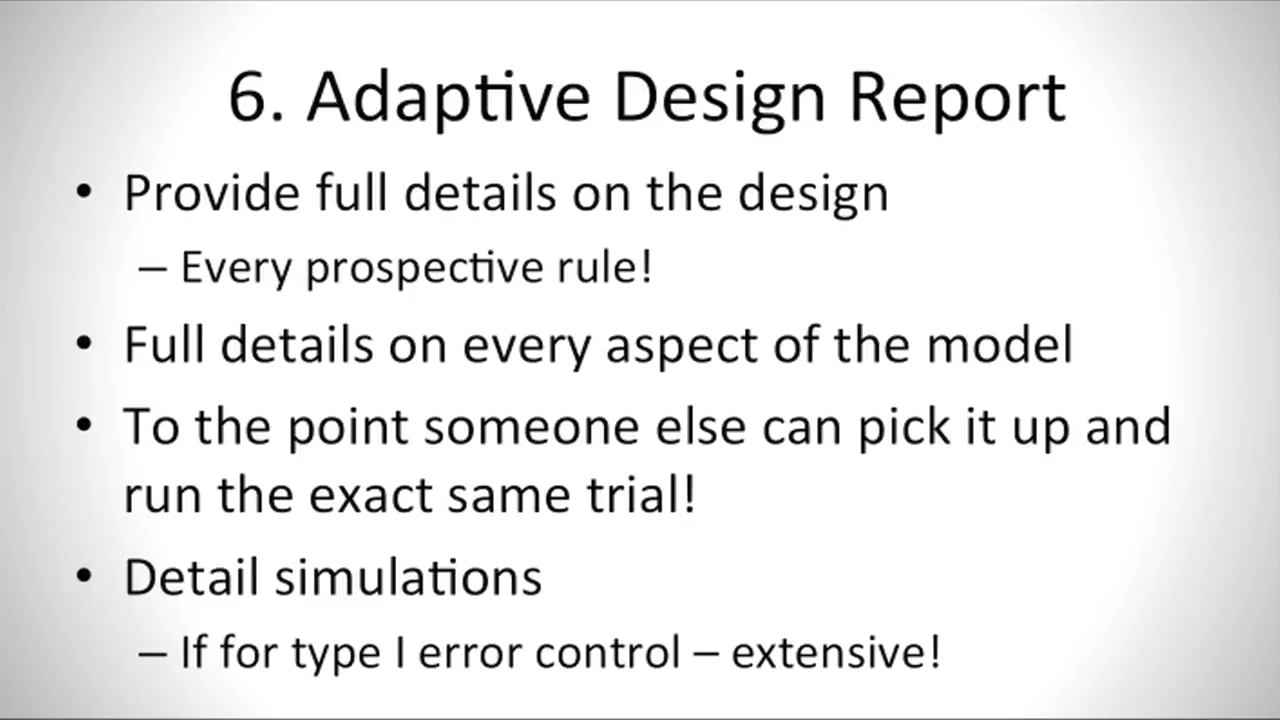 6. Adaptive Design Report
• Provide full details on the design
– Every prospective rule!
• Full details on every aspect of the model
• To the point someone else can pick it up and
run the exact same trial!
• Detail simulations
– If for type I error control – extensive!